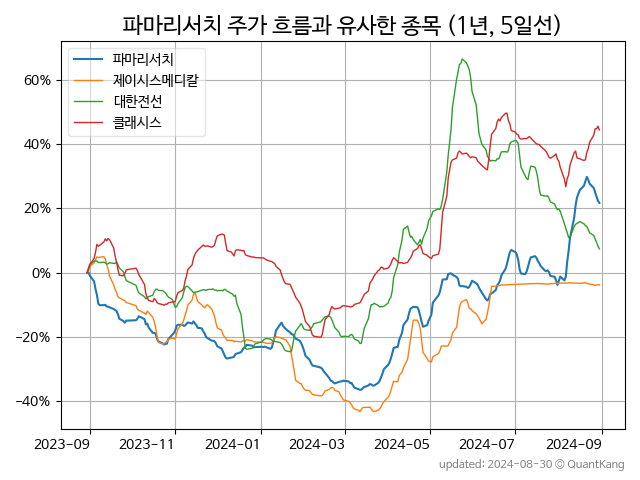 파마리서치 주가 흐름과 유사한 종목 (1년, 5일선)
파마리서치
제이시스메디칼
대한전선
클래시스
60%
40%
20%
0%
−20%
−40%
2023-09 2023-11 2024-01 2024-03 2024-05 2024-07 2024-09
updated: 2024-08-30 © QuantKang